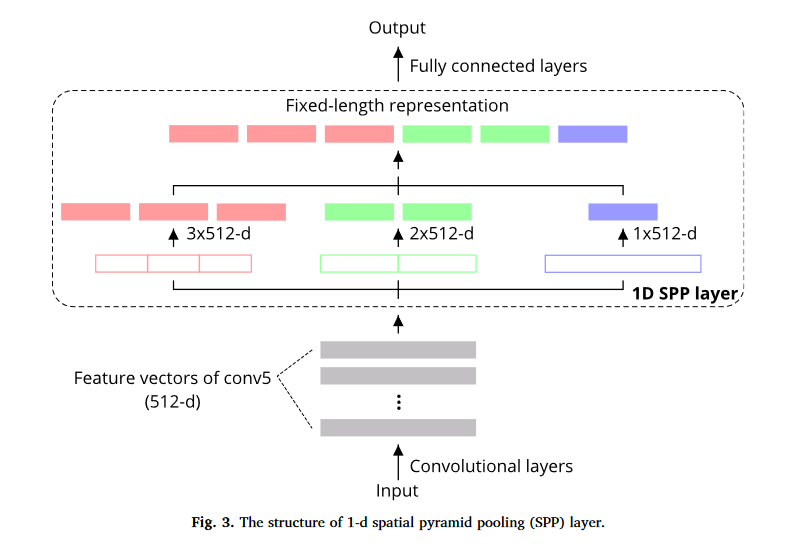 Output
Fully connected layers
Fixed-length representation
3x512-d
2x512-d
1x512-d
1D SPP layer
Feature vectors of conv5
(512-d)
Convolutional layers
Input
Fig. 3. The structure of 1-d spatial pyramid pooling (SPP) layer.